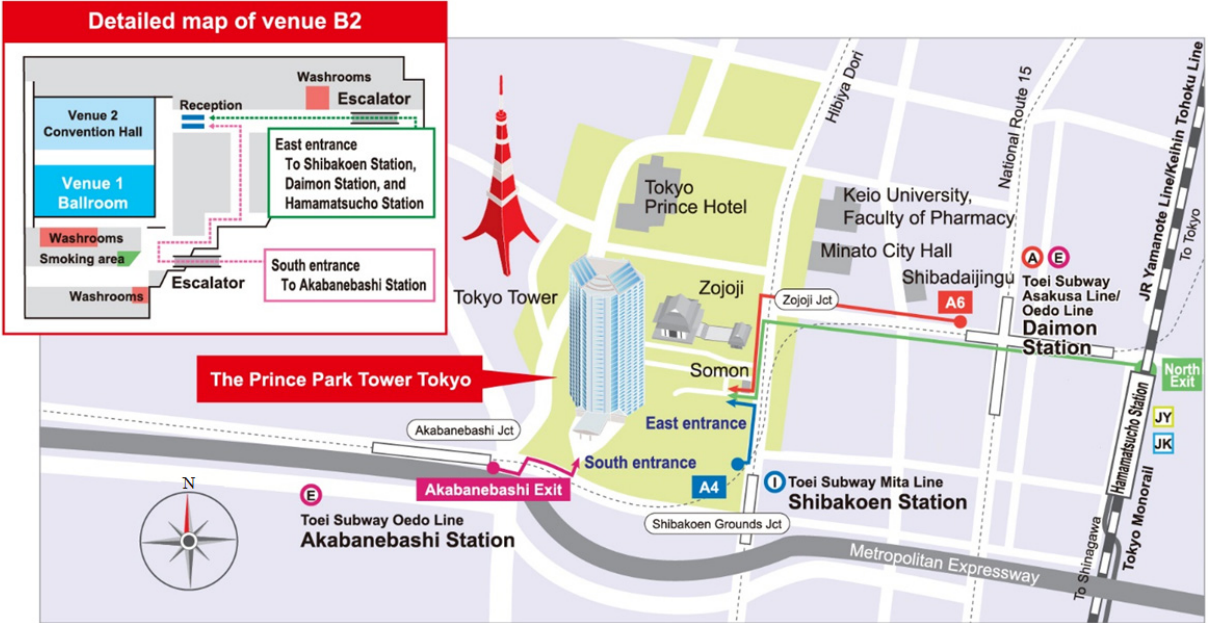 Detailed map of venue B2
Washrooms
Reception
Escalator
Venue 2
Convention Hall
East entrance
To Shibakoen Station,
Daimon Station, and
Hamamatsucho Station
Venue 1
Ballroom
Washrooms
Smoking area
Escalator
South entrance
To Akabanebashi Station
Washrooms
Hibiya Dori
National Route 15
JR Yamanote Line/Keihin Tohoku Line
To Tokyo
Tokyo
Prince Hotel
Keio University,
Faculty of Pharmacy
Minato City Hall
Shibadaijingu
A E
Toei Subway
Asakusa Line/
Oedo Line
Daimon
Station
Tokyo Tower
Zojoji
Zojoji Jct
A6
The Prince Park Tower Tokyo
Somon
North
Exit
East entrance
Hamamatsucho Station
JY
JK
Akabanebashi Jct
South entrance
Akabanebashi Exit
A4
I Toei Subway Mita Line
Shibakoen Station
N
E
Toei Subway Oedo Line
Akabanebashi Station
Shibakoen Grounds Jct
Metropolitan Expressway
To Shinagawa
Tokyo Monorail